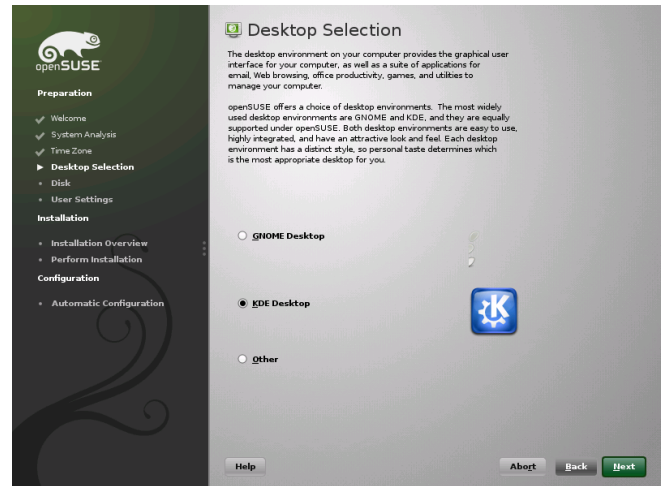 openSUSE
Preparation
Welcome
System Analysis
Time Zone
Desktop Selection
Disk
User Settings
Installation
Installation Overview
Perform Installation
Configuration
Automatic Configuration
Desktop Selection
The desktop environment on your computer provides the graphical user
interface for your computer, as well as a suite of applications for
email, Web browsing, office productivity, games, and utilities to
manage your computer.
openSUSE offers a choice of desktop environments. The most widely
used desktop environments are GNOME and KDE, and they are equally
supported under openSUSE. Both desktop environments are easy to use,
highly integrated, and have an attractive look and feel. Each desktop
environment has a distinct style, so personal taste determines which
is the most appropriate desktop for you.
GNOME Desktop
KDE Desktop
K
Other
Help
Abort
Back
Next